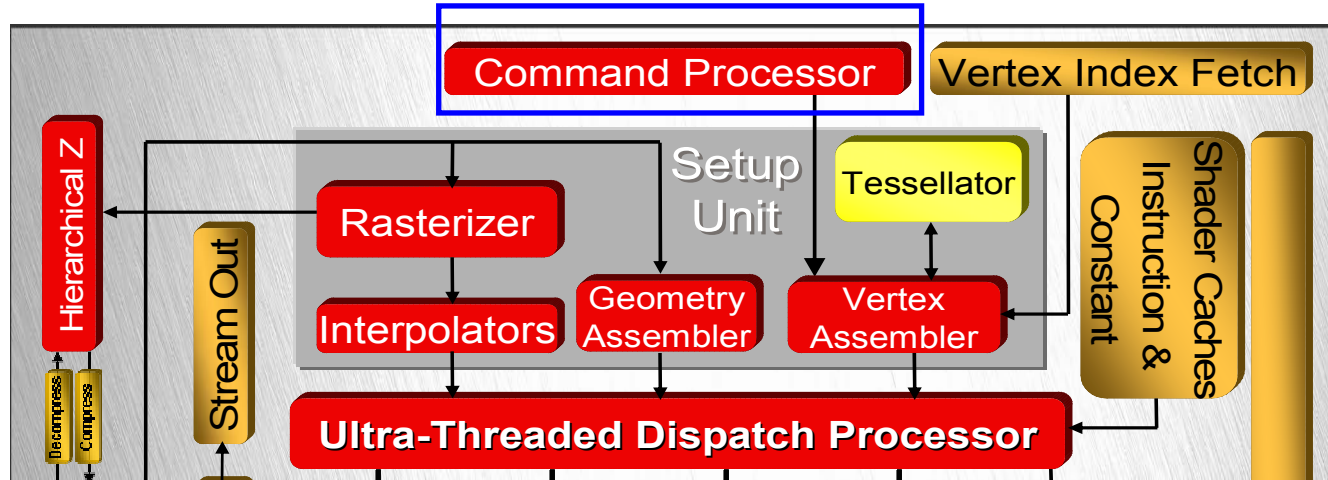 Command Processor
Vertex Index Fetch
Hierarchical Z
Setup
Unit
Tessellator
Shader Caches
Instruction &
Constant
Rasterizer
Stream Out
Interpolators
Geometry
Assembler
Vertex
Assembler
Decompress
Compress
Ultra-Threaded Dispatch Processor